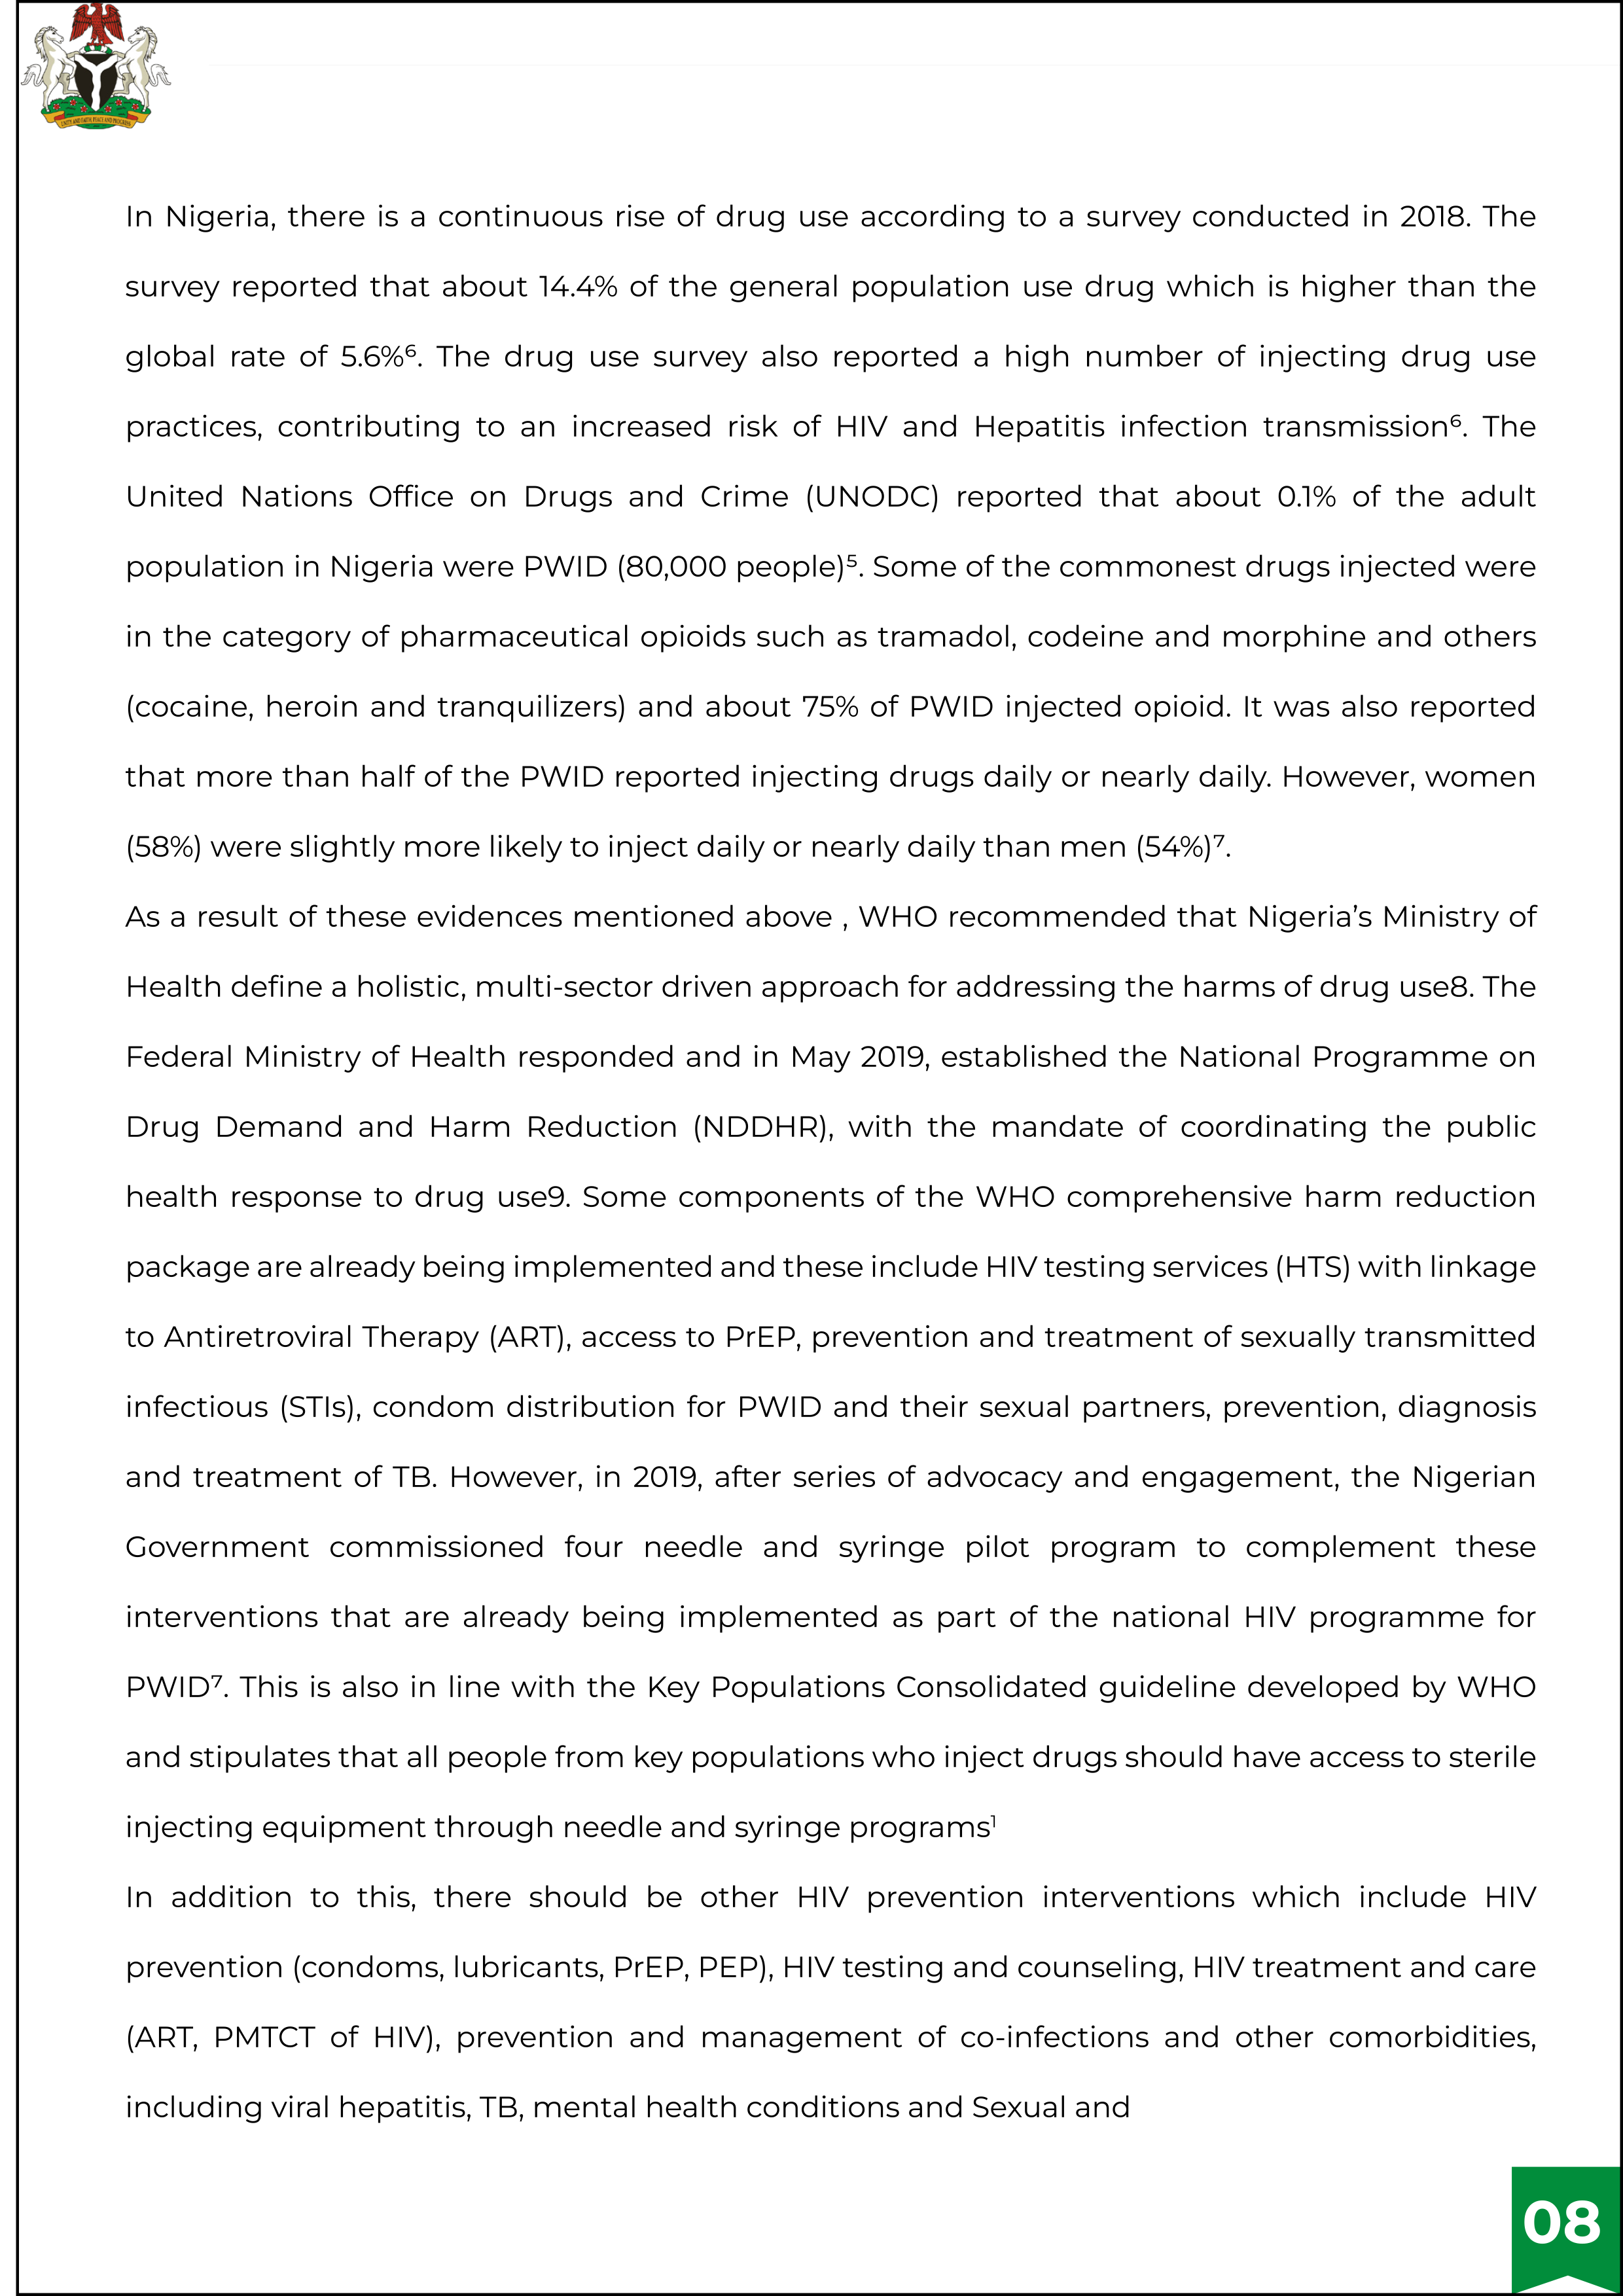 In Nigeria, there is a continuous rise of drug use according to a survey conducted in 2018. The
survey reported that about 14.4% of the general population use drug which is higher than the
global rate of 5.6%⁶. The drug use survey also reported a high number of injecting drug use
practices, contributing to an increased risk of HIV and Hepatitis infection transmission⁶. The
United Nations Office on Drugs and Crime (UNODC) reported that about 0.1% of the adult
population in Nigeria were PWID (80,000 people)⁵. Some of the commonest drugs injected were
in the category of pharmaceutical opioids such as tramadol, codeine and morphine and others
(cocaine, heroin and tranquilizers) and about 75% of PWID injected opioid. It was also reported
that more than half of the PWID reported injecting drugs daily or nearly daily. However, women
(58%) were slightly more likely to inject daily or nearly daily than men (54%)⁷.
As a result of these evidences mentioned above , WHO recommended that Nigeria’s Ministry of
Health define a holistic, multi-sector driven approach for addressing the harms of drug use8. The
Federal Ministry of Health responded and in May 2019, established the National Programme on
Drug Demand and Harm Reduction (NDDHR), with the mandate of coordinating the public
health response to drug use9. Some components of the WHO comprehensive harm reduction
package are already being implemented and these include HIV testing services (HTS) with linkage
to Antiretroviral Therapy (ART), access to PrEP, prevention and treatment of sexually transmitted
infectious (STIs), condom distribution for PWID and their sexual partners, prevention, diagnosis
and treatment of TB. However, in 2019, after series of advocacy and engagement, the Nigerian
Government commissioned four needle and syringe pilot program to complement these
interventions that are already being implemented as part of the national HIV programme for
PWID⁷. This is also in line with the Key Populations Consolidated guideline developed by WHO
and stipulates that all people from key populations who inject drugs should have access to sterile
injecting equipment through needle and syringe programs¹
In addition to this, there should be other HIV prevention interventions which include HIV
prevention (condoms, lubricants, PrEP, PEP), HIV testing and counseling, HIV treatment and care
(ART, PMTCT of HIV), prevention and management of co-infections and other comorbidities,
including viral hepatitis, TB, mental health conditions and Sexual and
08